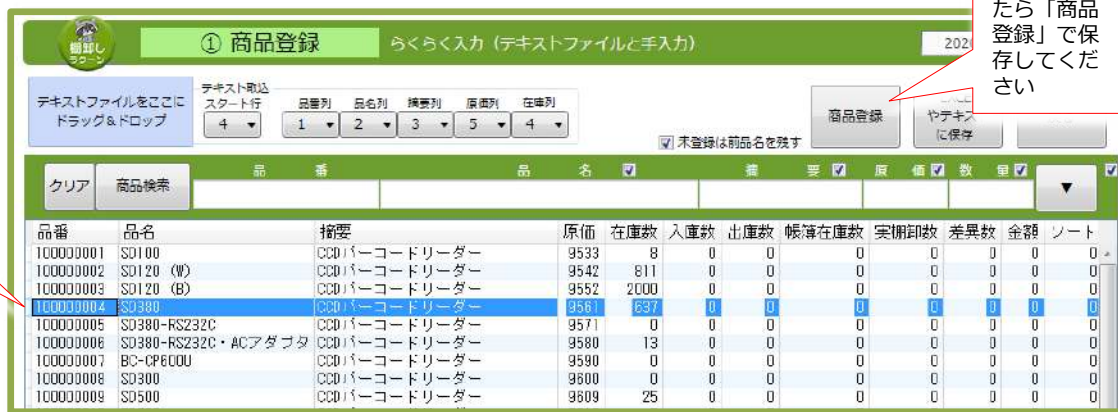 たら「商品
登録」で保
存してくだ
さい
棚卸し
ラクーン
① 商品登録
らくらく入力（テキストファイルと手入力）
202
テキストファイルをここに
ドラッグ&ドロップ
テキスト取込
スタート行
品番列 品名列 摘要列 原価列 在庫列
4 1 2 3 5 4
未登録は前品名を残す
商品登録
やテキス
に保存
クリア
商品検索
品 番 品 名 摘 要 原 価 数 量
▼
品番 品名 摘要 原価 在庫数 入庫数 出庫数 帳簿在庫数 実棚卸数 差異数 金額 ソート
100000001 SD100 CCDバーコードリーダー 9533 8 0 0 0 0 0 0 0
100000002 SD120 (W) CCDバーコードリーダー 9542 811 0 0 0 0 0 0 0
100000003 SD120 (B) CCDバーコードリーダー 9552 2000 0 0 0 0 0 0 0
100000004 SD380 CCDバーコードリーダー 9561 637 0 0 0 0 0 0 0
100000005 SD380-RS232C CCDバーコードリーダー 9571 0 0 0 0 0 0 0 0
100000006 SD380-RS232C・ACアダプタ CCDバーコードリーダー 9580 13 0 0 0 0 0 0 0
100000007 BC-CP600U CCDバーコードリーダー 9590 0 0 0 0 0 0 0 0
100000008 SD300 CCDバーコードリーダー 9600 0 0 0 0 0 0 0 0
100000009 SD500 CCDバーコードリーダー 9609 25 0 0 0 0 0 0 0